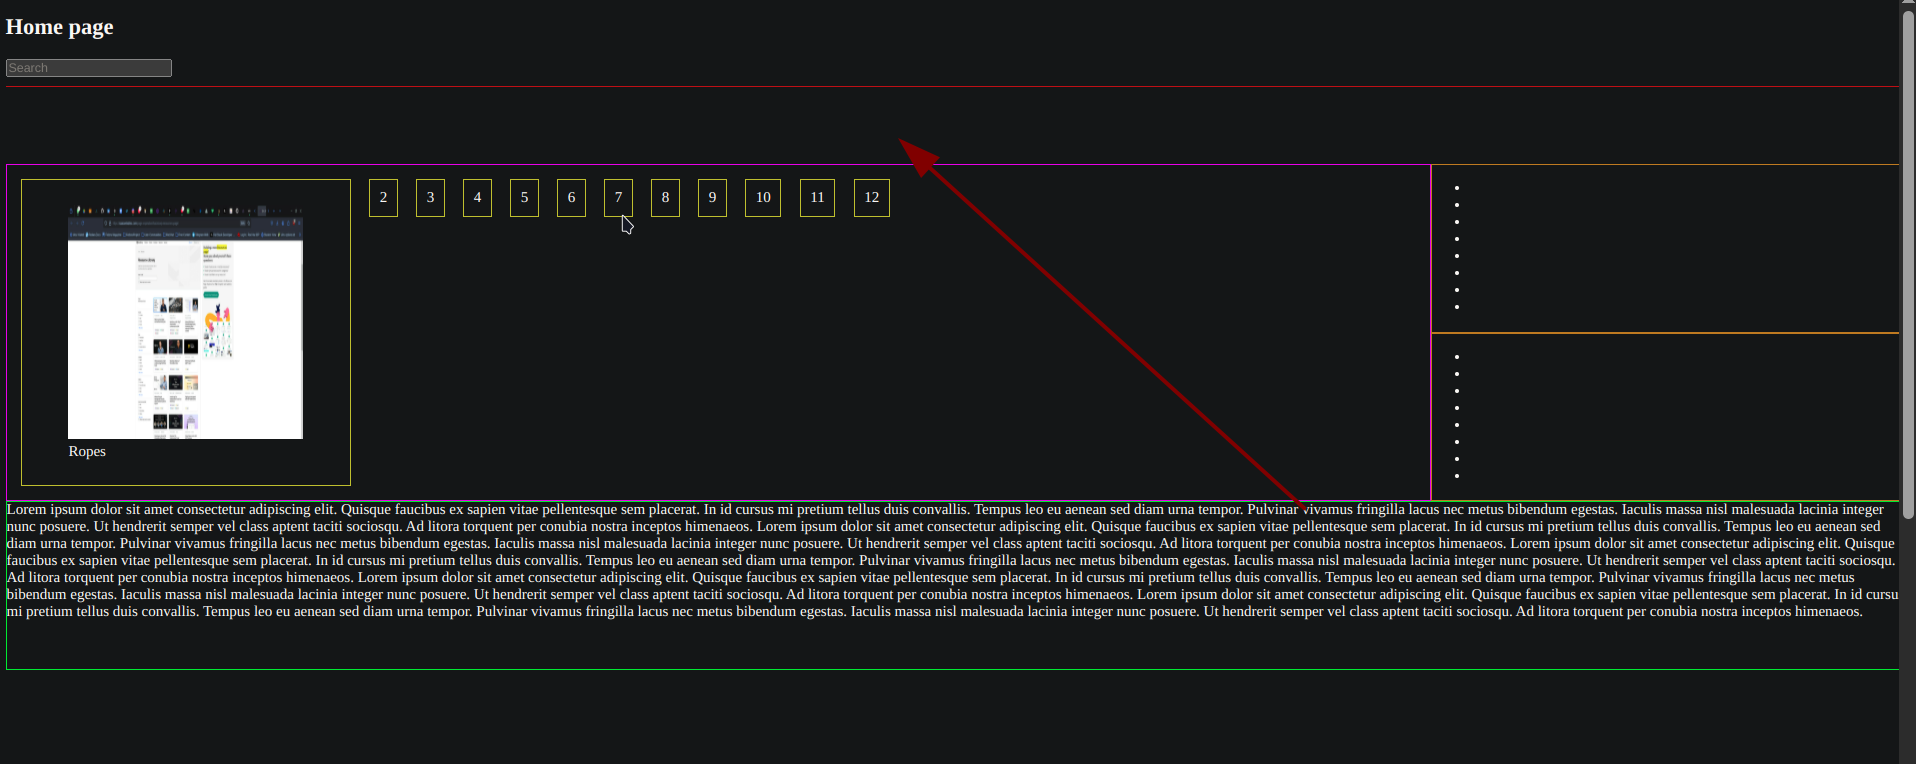 Home page
Search
2 3 4 5 6 7 8 9 10 11 12
Ropes
Lorem ipsum dolor sit amet consectetur adipiscing elit. Quisque faucibus ex sapien vitae pellentesque sem placerat. In id cursus mi pretium tellus duis convallis. Tempus leo eu aenean sed diam urna tempor. Pulvinar vivamus fringilla lacus nec metus bibendum egestas. Iaculis massa nisl malesuada lacinia integer
nunc posuere. Ut hendrerit semper vel class aptent taciti sociosqu. Ad litora torquent per conubia nostra inceptos himenaeos. Lorem ipsum dolor sit amet consectetur adipiscing elit. Quisque faucibus ex sapien vitae pellentesque sem placerat. In id cursus mi pretium tellus duis convallis. Tempus leo eu aenean sed
diam urna tempor. Pulvinar vivamus fringilla lacus nec metus bibendum egestas. Iaculis massa nisl malesuada lacinia integer nunc posuere. Ut hendrerit semper vel class aptent taciti sociosqu. Ad litora torquent per conubia nostra inceptos himenaeos. Lorem ipsum dolor sit amet consectetur adipiscing elit. Quisque
faucibus ex sapien vitae pellentesque sem placerat. In id cursus mi pretium tellus duis convallis. Tempus leo eu aenean sed diam urna tempor. Pulvinar vivamus fringilla lacus nec metus bibendum egestas. Iaculis massa nisl malesuada lacinia integer nunc posuere. Ut hendrerit semper vel class aptent taciti sociosqu.
Ad litora torquent per conubia nostra inceptos himenaeos. Lorem ipsum dolor sit amet consectetur adipiscing elit. Quisque faucibus ex sapien vitae pellentesque sem placerat. In id cursus mi pretium tellus duis convallis. Tempus leo eu aenean sed diam urna tempor. Pulvinar vivamus fringilla lacus nec metus
bibendum egestas. Iaculis massa nisl malesuada lacinia integer nunc posuere. Ut hendrerit semper vel class aptent taciti sociosqu. Ad litora torquent per conubia nostra inceptos himenaeos. Lorem ipsum dolor sit amet consectetur adipiscing elit. Quisque faucibus ex sapien vitae pellentesque sem placerat. In id cursus
mi pretium tellus duis convallis. Tempus leo eu aenean sed diam urna tempor. Pulvinar vivamus fringilla lacus nec metus bibendum egestas. Iaculis massa nisl malesuada lacinia integer nunc posuere. Ut hendrerit semper vel class aptent taciti sociosqu. Ad litora torquent per conubia nostra inceptos himenaeos.